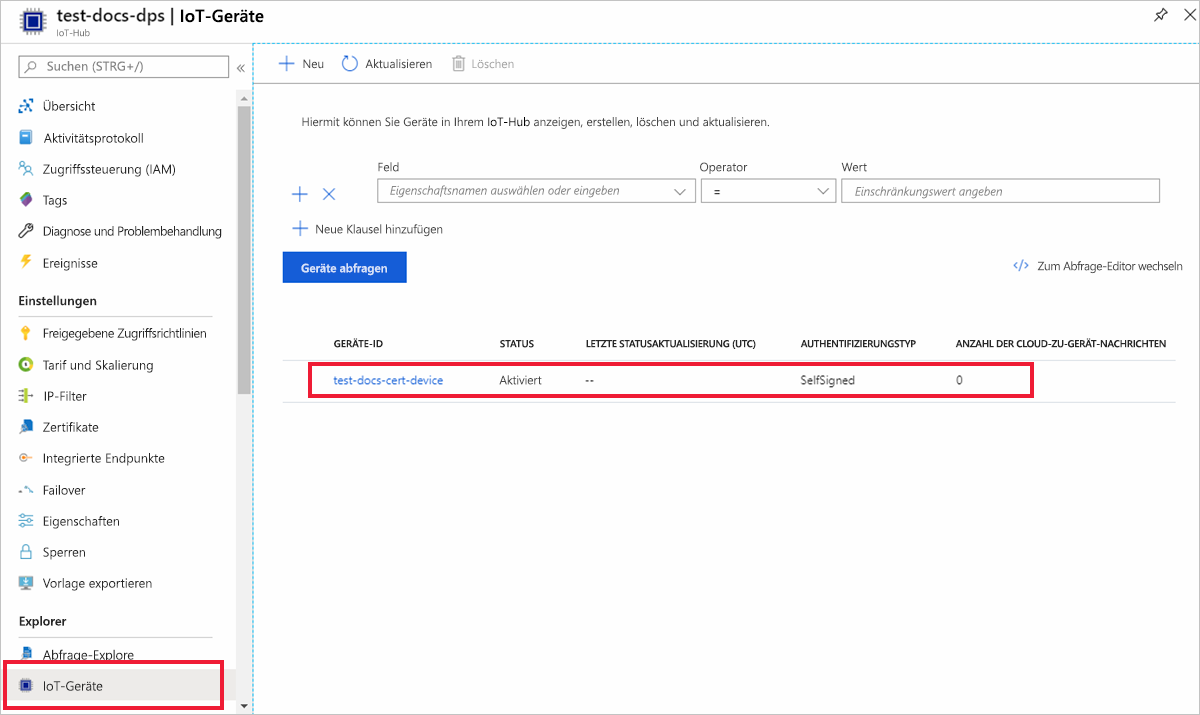 test-docs-dps | IoT-Geräte
IoT-Hub
Suchen (STRG+/)
«
Übersicht
Aktivitätsprotokoll
Zugriffssteuerung (IAM)
Tags
Diagnose und Problembehandlung
Ereignisse
Einstellungen
Freigegebene Zugriffsrichtlinien
Tarif und Skalierung
IP-Filter
Zertifikate
Integrierte Endpunkte
Failover
Eigenschaften
Sperren
Vorlage exportieren
Explorer
Abfrage-Explore
IoT-Geräte
Neu Aktualisieren Löschen
Hiermit können Sie Geräte in Ihrem IoT-Hub anzeigen, erstellen, löschen und aktualisieren.
Feld Operator Wert
Eigenschaftsnamen auswählen oder eingeben = Einschränkungswert angeben
Neue Klausel hinzufügen
Geräte abfragen </> Zum Abfrage-Editor wechseln
GERÄTE-ID STATUS LETZTE STATUSAKTUALISIERUNG (UTC) AUTHENTIFIZIERUNGSTYP ANZAHL DER CLOUD-ZU-GERÄT-NACHRICHTEN
test-docs-cert-device Aktiviert -- SelfSigned 0